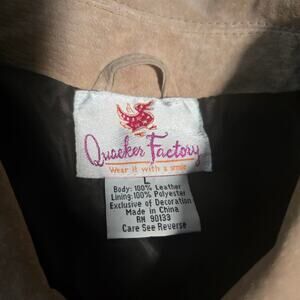 Quacker Factory
Wear it with a smile
L
Body: 100% Leather
Lining: 100% Polyester
Exclusive of Decoration
Made in China
RN 90133
Care See Reverse